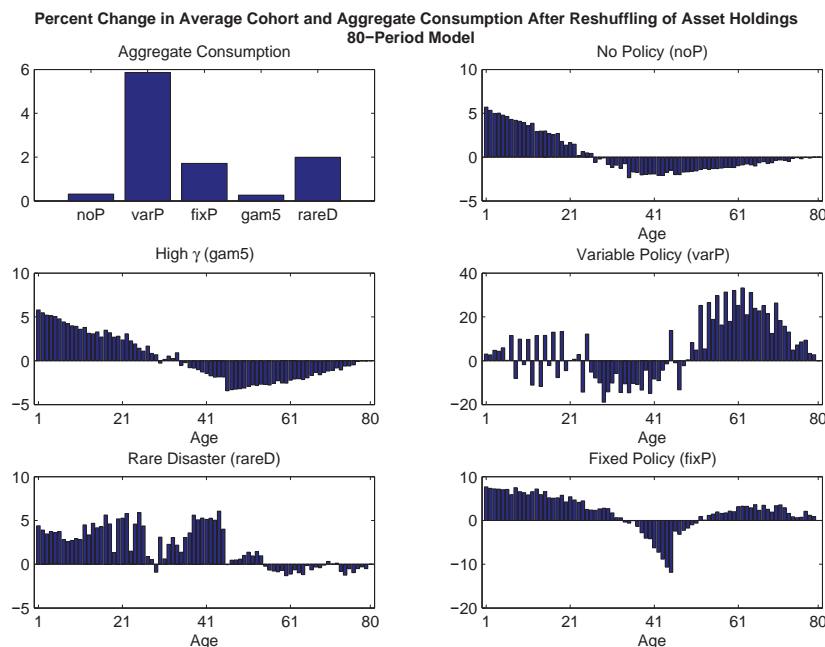 Percent Change in Average Cohort and Aggregate Consumption After Reshuffling of Asset Holdings
80−Period Model
Aggregate Consumption
6
4
2
0
noP varP fixP gam5 rareD
No Policy (noP)
10
5
0
−5
1 21 41 61 80
Age
High γ (gam5)
10
5
0
−5
1 21 41 61 80
Age
Variable Policy (varP)
40
20
0
−20
1 21 41 61 80
Age
Rare Disaster (rareD)
10
5
0
−5
1 21 41 61 80
Age
Fixed Policy (fixP)
20
10
0
−10
−20
1 21 41 61 80
Age